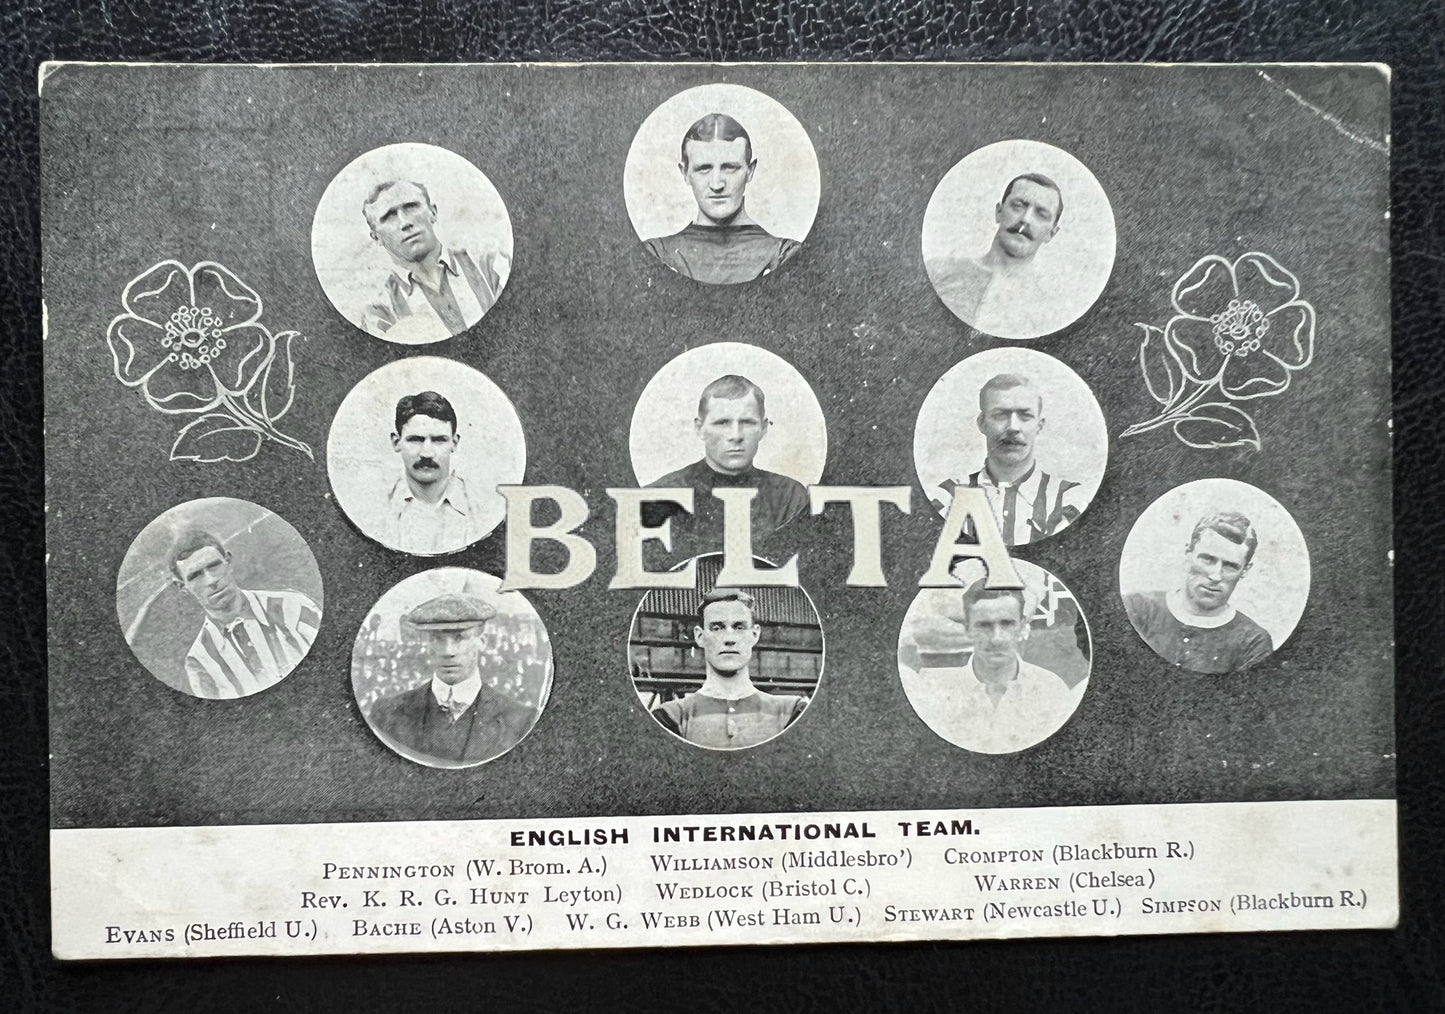 BELTA
ENGLISH INTERNATIONAL TEAM.
PENNINGTON (W. Brom. A.) WILLIAMSON (Middlesbro') CROMPTON (Blackburn R.)
Rev. K. R. G. HUNT Leyton) WEDLOCK (Bristol C.) WARREN (Chelsea)
EVANS (Sheffield U.) BACHE (Aston V.) W. G. WEBB (West Ham U.) STEWART (Newcastle U.) SIMPSON (Blackburn R.)